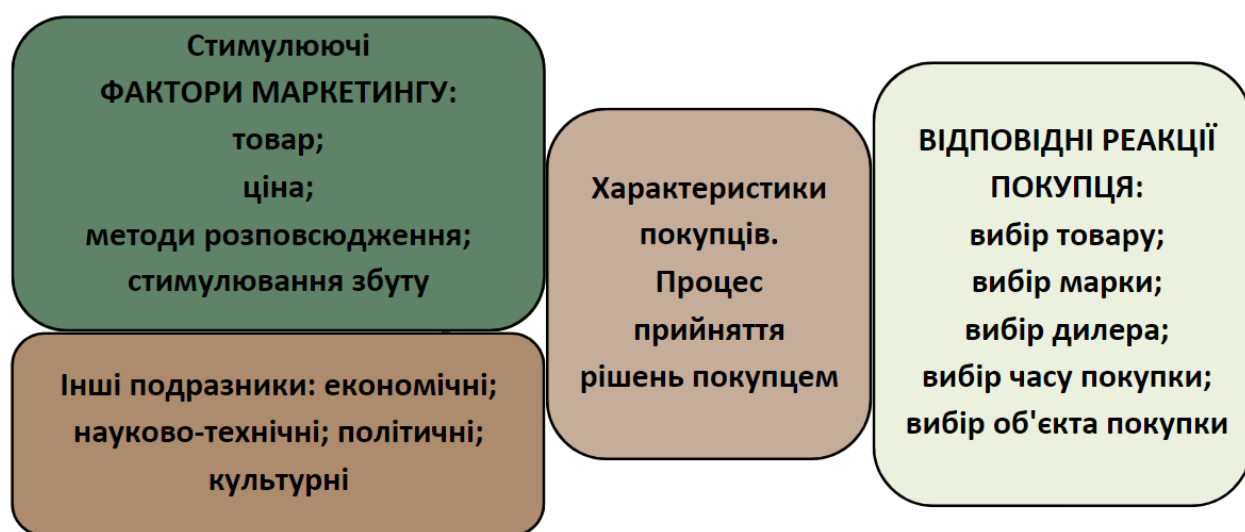 Стимулюючі
ФАКТОРИ МАРКЕТИНГУ:
товар;
ціна;
методи розповсюдження;
стимулювання збуту
Інші подразники: економічні;
науково-технічні; політичні;
культурні
Характеристики
покупців.
Процес
прийняття
рішень покупцем
ВІДПОВІДНІ РЕАКЦІЇ
ПОКУПЦЯ:
вибір товару;
вибір марки;
вибір дилера;
вибір часу покупки;
вибір об'єкта покупки